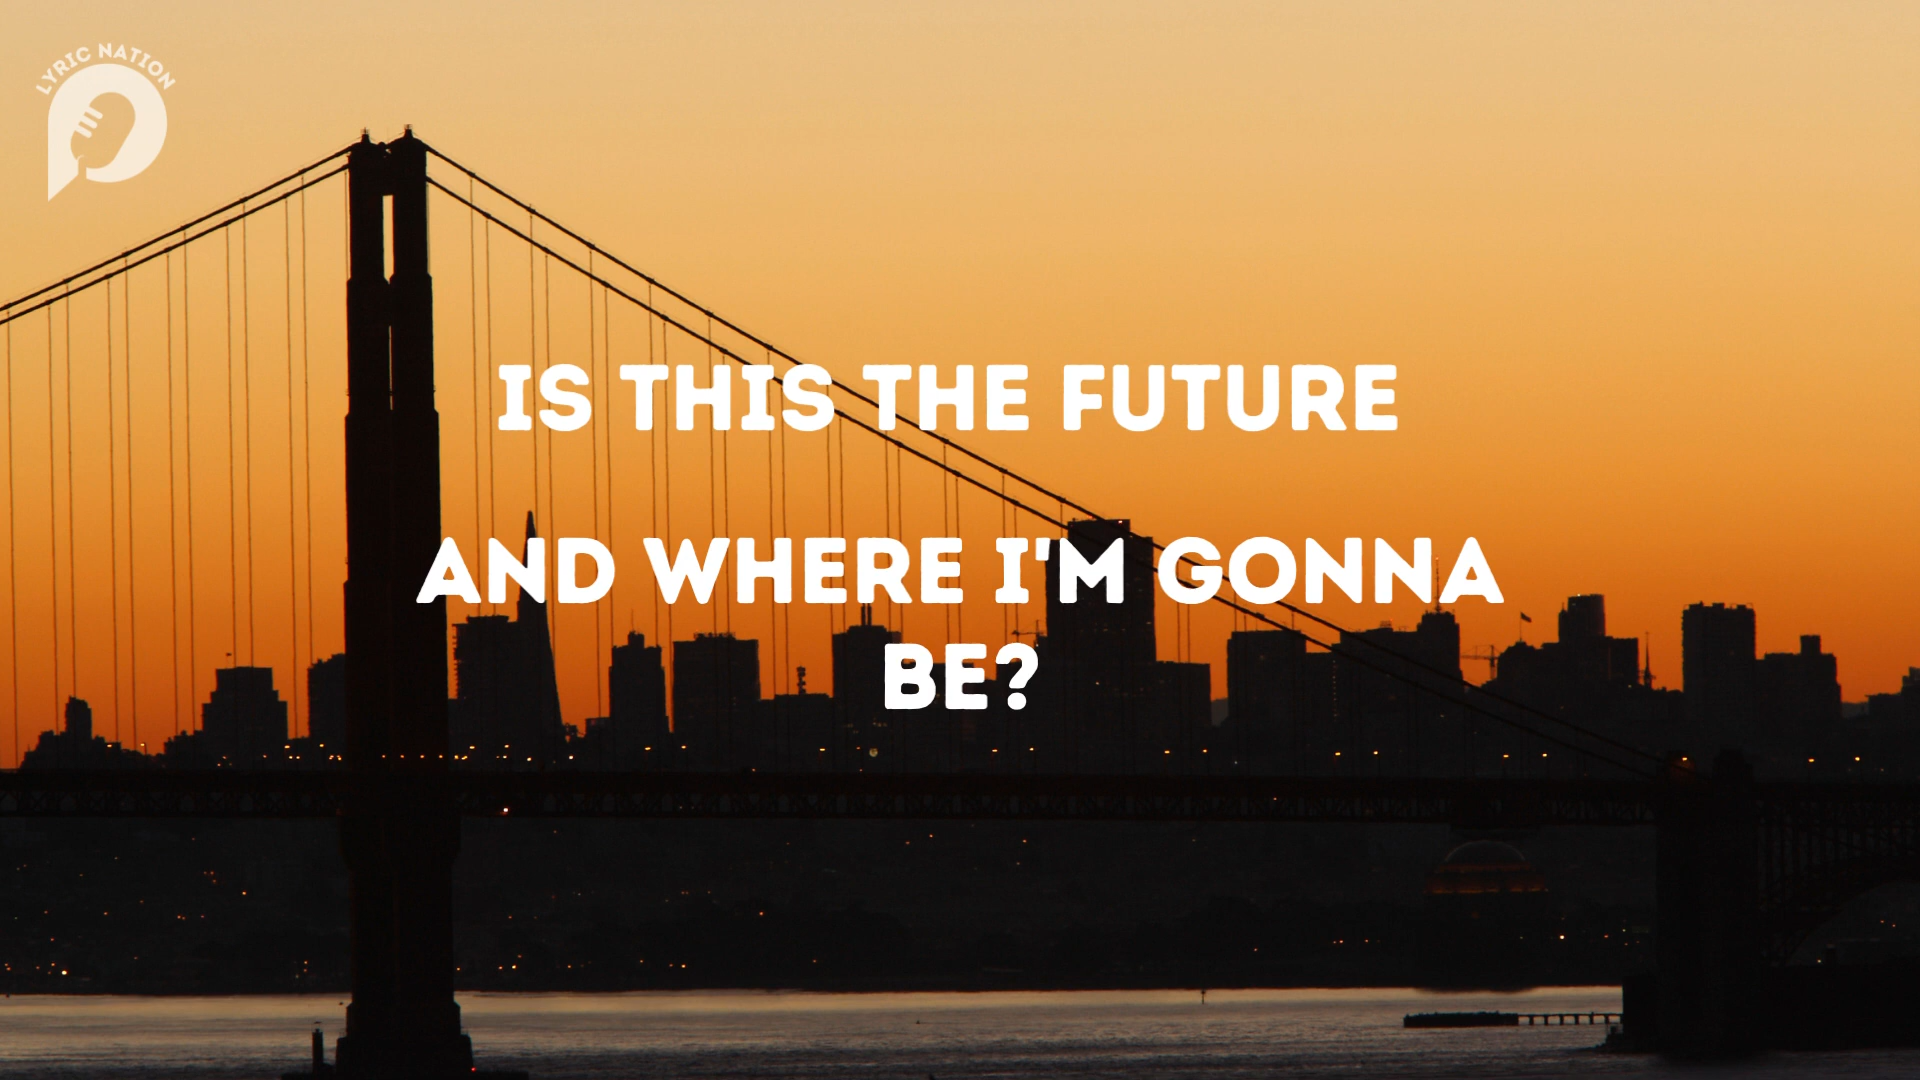 LYRIC NATION
IS THIS THE FUTURE
AND WHERE I'M GONNA
BE?